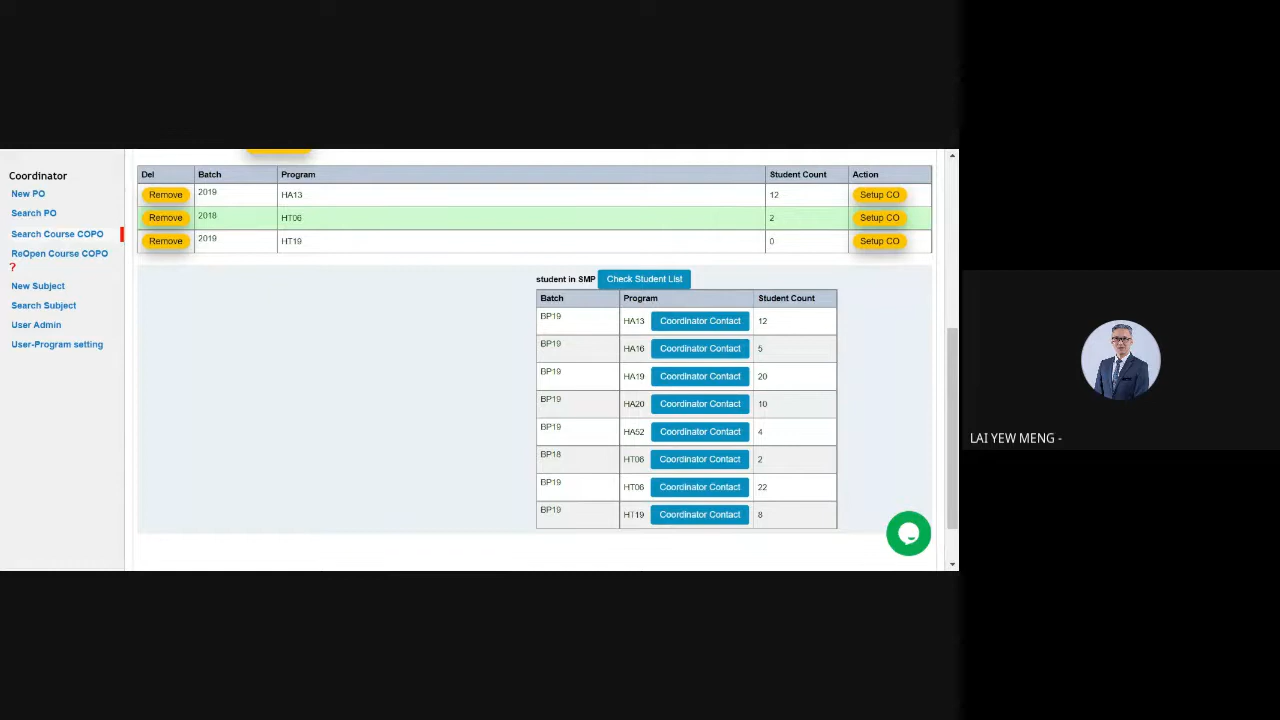 Coordinator
New PO
Search PO
Search Course COPO
ReOpen Course COPO
?
New Subject
Search Subject
User Admin
User-Program setting
Del Batch Program Student Count Action
Remove 2019 HA13 12 Setup CO
Remove 2018 HT06 2 Setup CO
Remove 2019 HT19 0 Setup CO
student in SMP Check Student List
Batch Program Student Count
BP19 HA13 Coordinator Contact 12
BP19 HA16 Coordinator Contact 5
BP19 HA19 Coordinator Contact 20
BP19 HA20 Coordinator Contact 10
BP19 HA52 Coordinator Contact 4
BP18 HT06 Coordinator Contact 2
BP19 HT06 Coordinator Contact 22
BP19 HT19 Coordinator Contact 8
LAI YEW MENG -